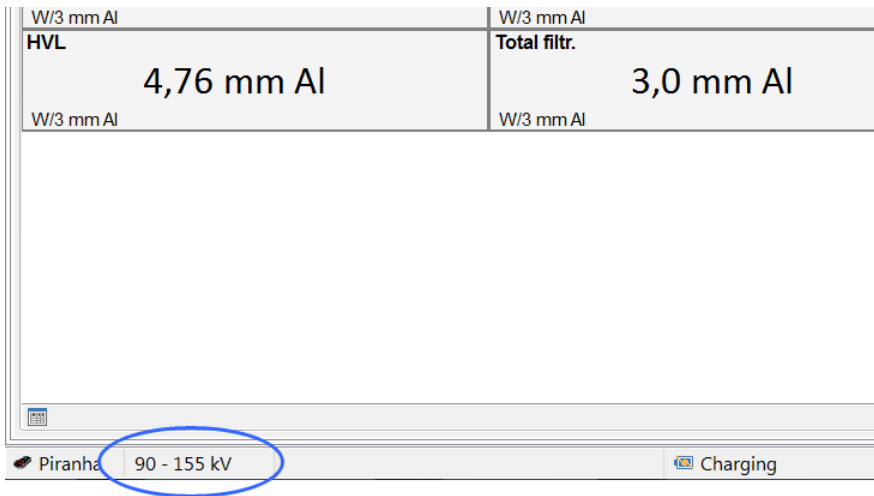 W/3 mm Al W/3 mm Al
HVL Total filtr.
4,76 mm Al 3,0 mm Al
W/3 mm Al W/3 mm Al
Piranha 90 - 155 kV Charging